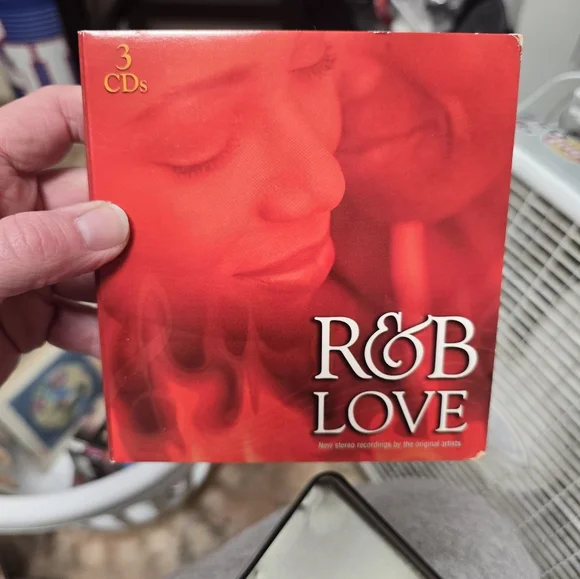 3
CDs
R&B
LOVE
New stereo recordings by the original artists